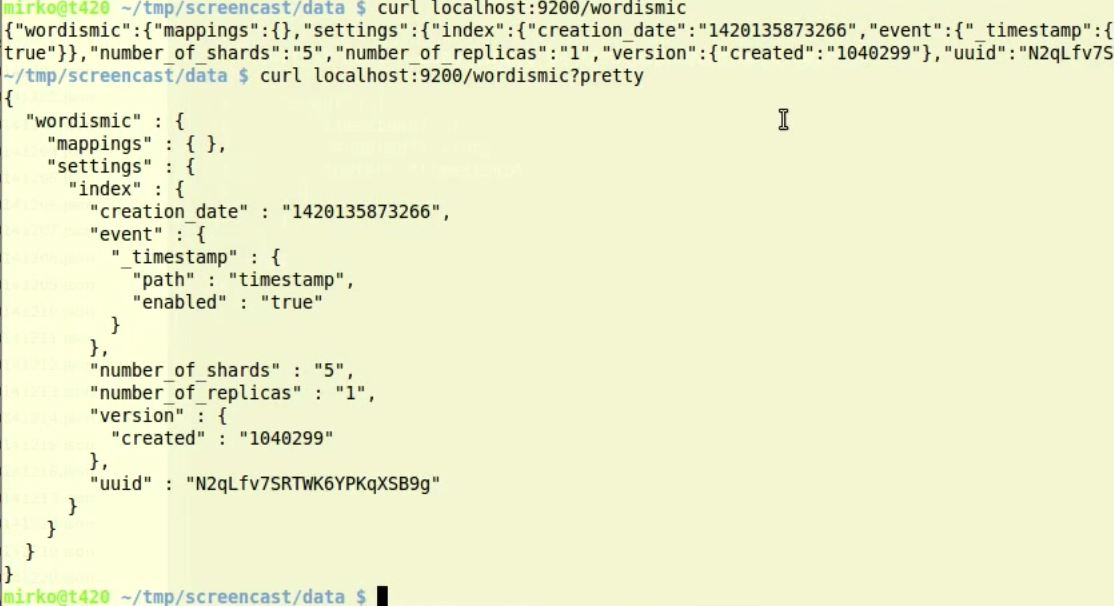 mirko@t420 ~/tmp/screencast/data $ curl localhost:9200/wordismic
{"wordismic":{"mappings":{},"settings":{"index":{"creation_date":"1420135873266","event":{"_timestamp":{
true"}},"number_of_shards":"5","number_of_replicas":"1","version":{"created":"1040299"},"uuid":"N2qLfv7S
~/tmp/screencast/data $ curl localhost:9200/wordismic?pretty
{
  "wordismic" : {
    "mappings" : { },
    "settings" : {
      "index" : {
        "creation_date" : "1420135873266",
        "event" : {
          "_timestamp" : {
            "path" : "timestamp",
            "enabled" : "true"
          }
        },
        "number_of_shards" : "5",
        "number_of_replicas" : "1",
        "version" : {
          "created" : "1040299"
        },
        "uuid" : "N2qLfv7SRTWK6YPKqXSB9g"
      }
    }
  }
}
mirko@t420 ~/tmp/screencast/data $